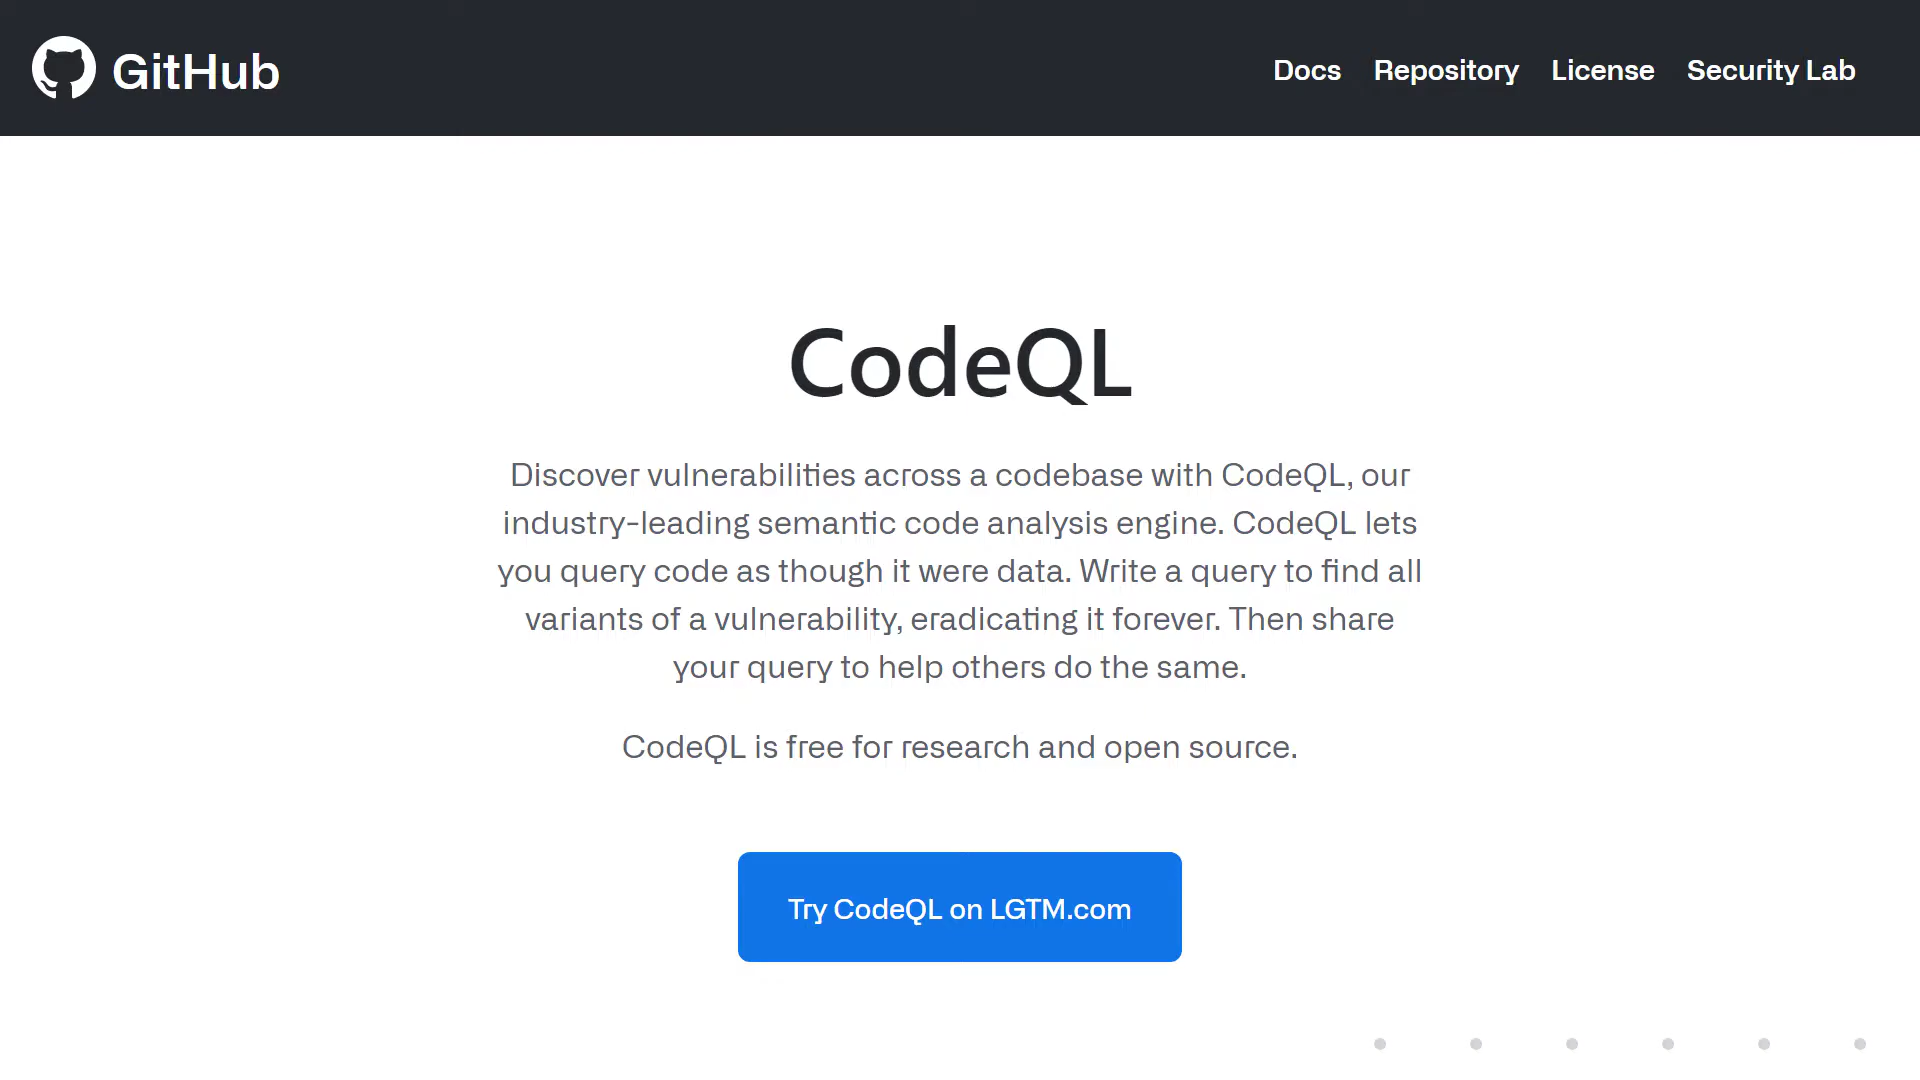 GitHub
Docs Repository License Security Lab
CodeQL
Discover vulnerabilities across a codebase with CodeQL, our
industry-leading semantic code analysis engine. CodeQL lets
you query code as though it were data. Write a query to find all
variants of a vulnerability, eradicating it forever. Then share
your query to help others do the same.
CodeQL is free for research and open source.
Try CodeQL on LGTM.com